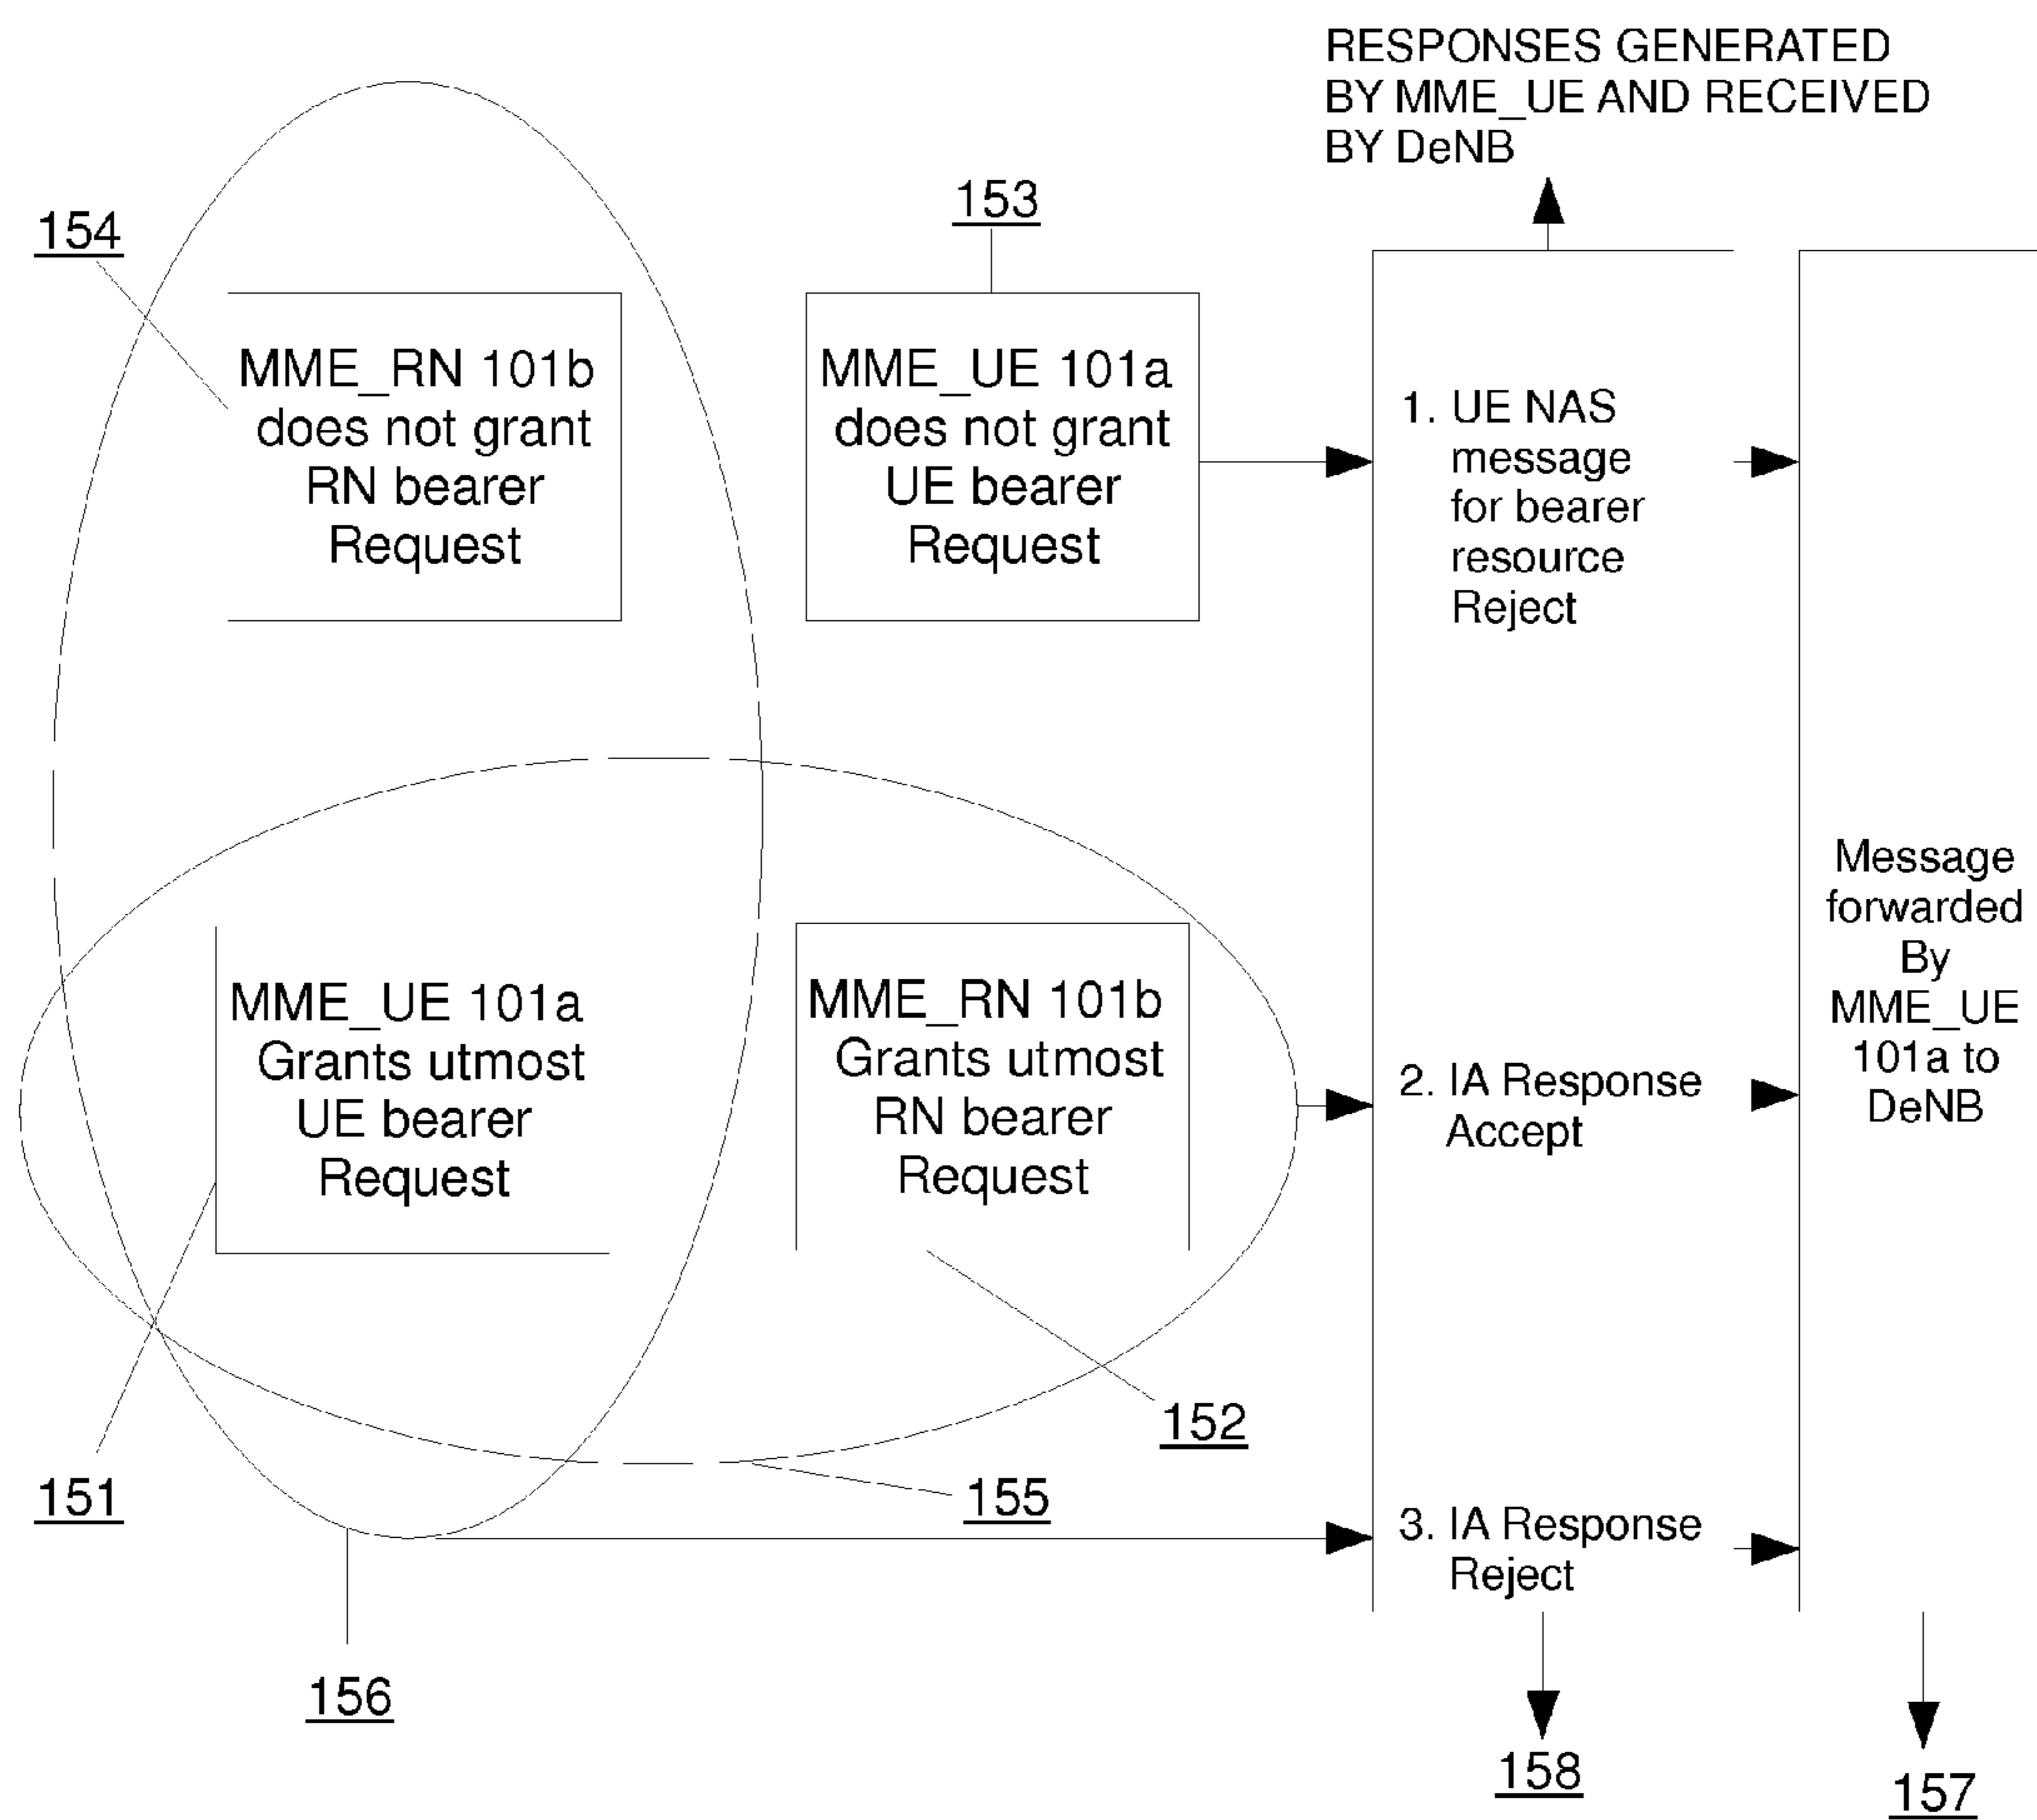 RESPONSES GENERATED
BY MME_UE AND RECEIVED
BY DeNB
154
153
MME_RN 101b
does not grant
RN bearer
Request
MME_UE 101a
does not grant
UE bearer
Request
1. UE NAS
message
for bearer
resource
Reject
MME_UE 101a
Grants utmost
UE bearer
Request
MME_RN 101b
Grants utmost
RN bearer
Request
2. IA Response
Accept
Message
forwarded
By
MME_UE
101a to
DeNB
152
151
155
3. IA Response
Reject
156
158
157